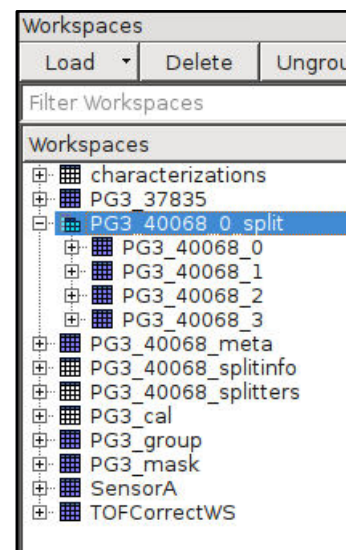 Workspaces
Load Delete Ungrou
Filter Workspaces
Workspaces
characterizations
PG3_37835
PG3_40068_0_split
PG3_40068_0
PG3_40068_1
PG3_40068_2
PG3_40068_3
PG3_40068_meta
PG3_40068_splitinfo
PG3_40068_splitters
PG3_cal
PG3_group
PG3_mask
SensorA
TOFCorrectWS